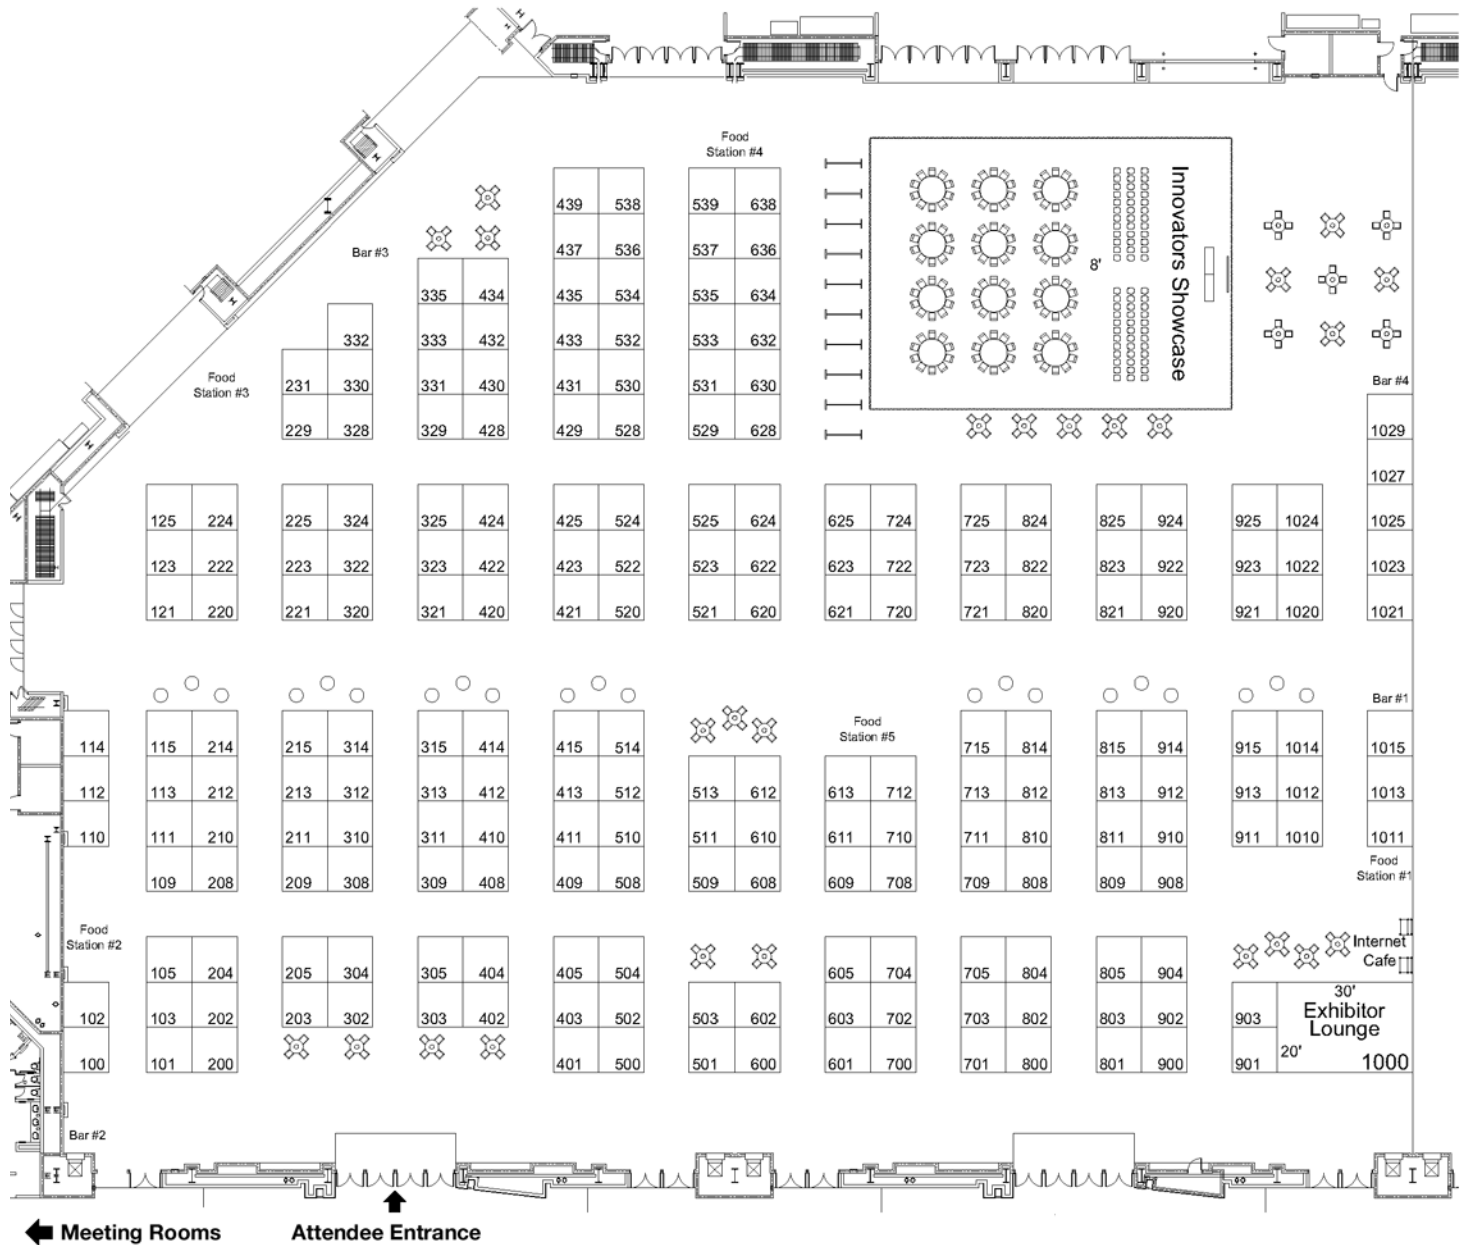 Food
Station #4
Innovators Showcase
8'
439 538 539 638
Bar #3
437 536 537 636
335 434 435 534 535 634
332 333 432 433 532 533 632
Food
Station #3
231 330 331 430 431 530 531 630
Bar #4
229 328 329 428 429 528 529 628 1029
1027
125 224 225 324 325 424 425 524 525 624 625 724 725 824 825 924 925 1024 1025
123 222 223 322 323 422 423 522 523 622 623 722 723 822 823 922 923 1022 1023
121 220 221 320 321 420 421 520 521 620 621 720 721 820 821 920 921 1020 1021
Bar #1
Food
Station #5
114 115 214 215 314 315 414 415 514 715 814 815 914 915 1014 1015
112 113 212 213 312 313 412 413 512 513 612 613 712 713 812 813 912 913 1012 1013
110 111 210 211 310 311 410 411 510 511 610 611 710 711 810 811 910 911 1010 1011
Food
Station #1
109 208 209 308 309 408 409 508 509 608 609 708 709 808 809 908
Food
Station #2
Internet
Cafe
105 204 205 304 305 404 405 504 605 704 705 804 805 904
30'
Exhibitor
Lounge
102 103 202 203 302 303 402 403 502 503 602 603 702 703 802 803 902 903
20'
100 101 200 401 500 501 600 601 700 701 800 801 900 901 1000
Bar #2
Meeting Rooms
Attendee Entrance